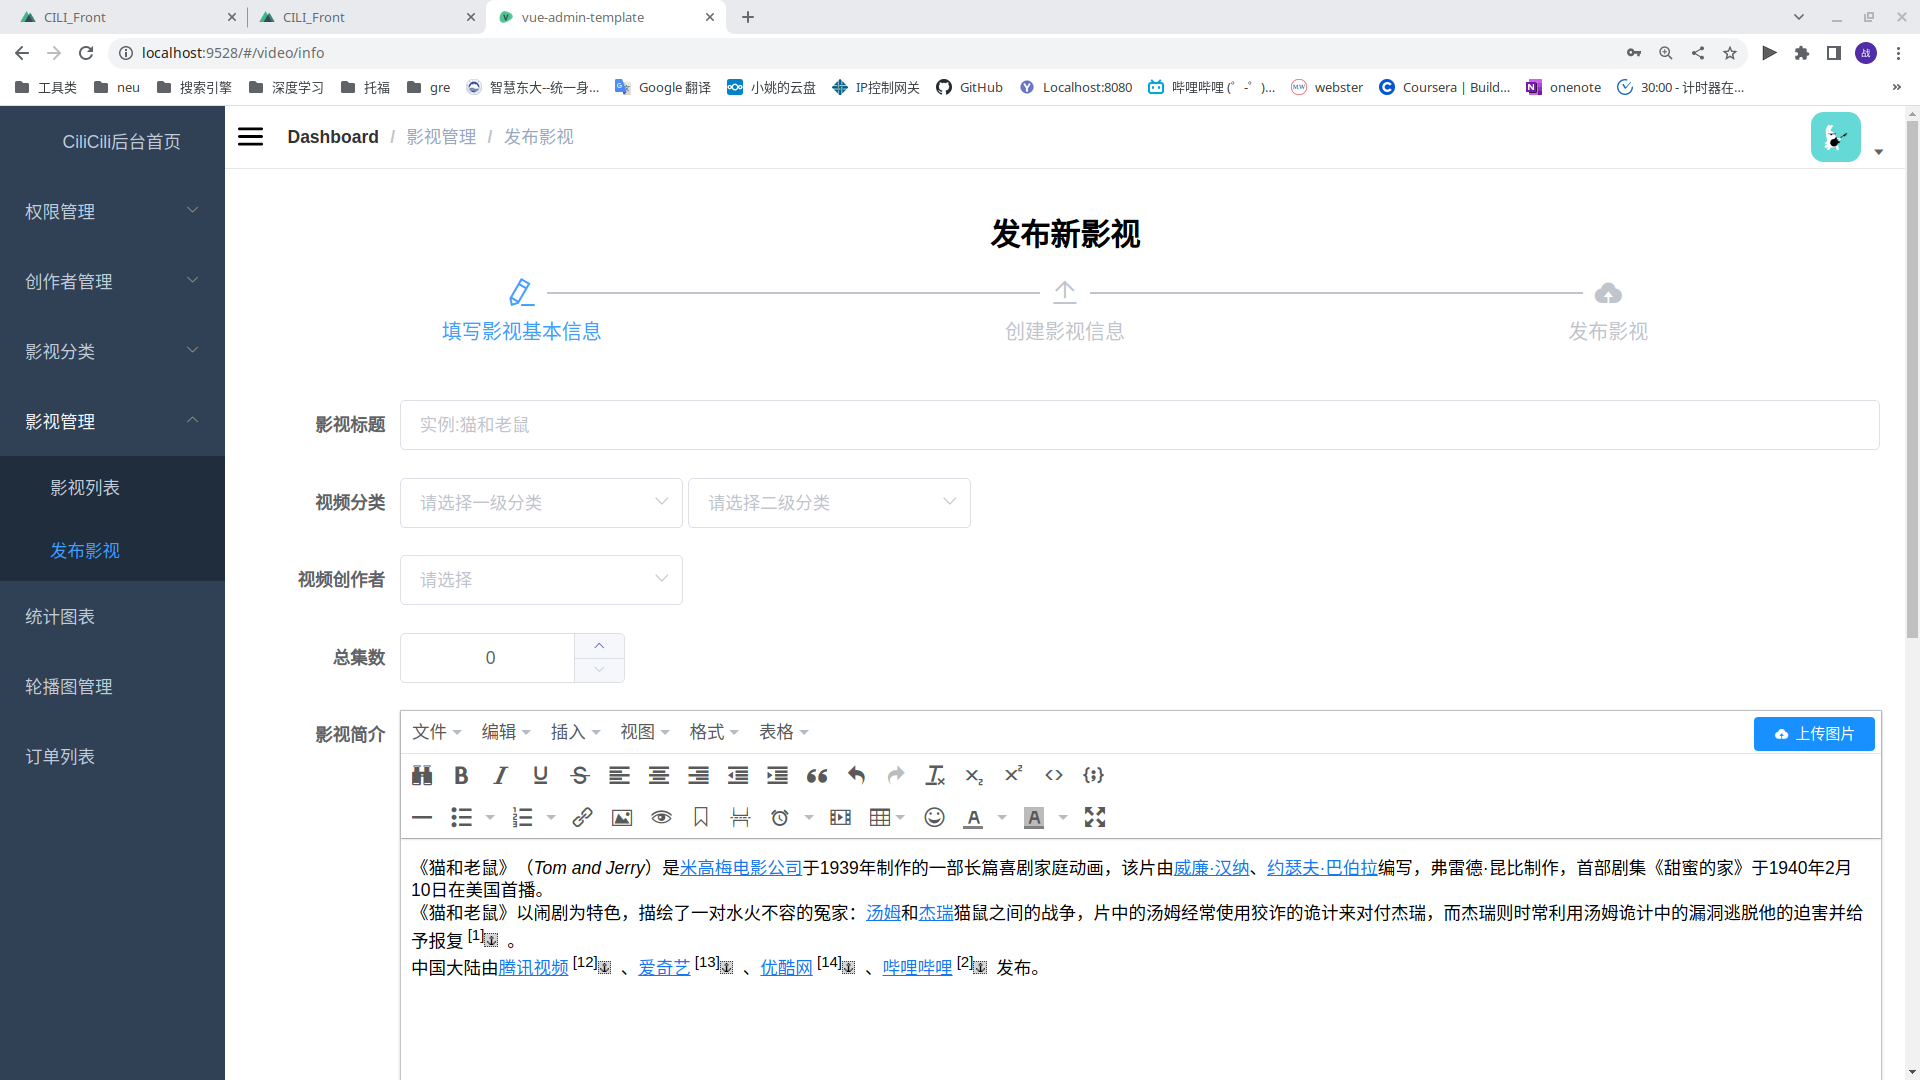 CILI_Front
CILI_Front
vue-admin-template
localhost:9528/#/video/info
工具类
neu
搜索引擎
深度学习
托福
gre
智慧东大--统一身...
Google 翻译
小姚的云盘
IP控制网关
GitHub
Localhost:8080
哔哩哔哩 (゜-゜)...
webster
Coursera | Build...
onenote
30:00 - 计时器在...
CiliCili后台首页
权限管理
创作者管理
影视分类
影视管理
影视列表
发布影视
统计图表
轮播图管理
订单列表
Dashboard / 影视管理 / 发布影视
发布新影视
填写影视基本信息
创建影视信息
发布影视
影视标题
实例:猫和老鼠
视频分类
请选择一级分类
请选择二级分类
视频创作者
请选择
总集数
0
影视简介
文件 编辑 插入 视图 格式 表格
上传图片
《猫和老鼠》（Tom and Jerry）是米高梅电影公司于1939年制作的一部长篇喜剧家庭动画，该片由威廉·汉纳、约瑟夫·巴伯拉编写，弗雷德·昆比制作，首部剧集《甜蜜的家》于1940年2月
10日在美国首播。
《猫和老鼠》以闹剧为特色，描绘了一对水火不容的冤家：汤姆和杰瑞猫鼠之间的战争，片中的汤姆经常使用狡诈的诡计来对付杰瑞，而杰瑞则时常利用汤姆诡计中的漏洞逃脱他的迫害并给
予报复 [1] 。
中国大陆由腾讯视频 [12] 、爱奇艺 [13] 、优酷网 [14] 、哔哩哔哩 [2] 发布。